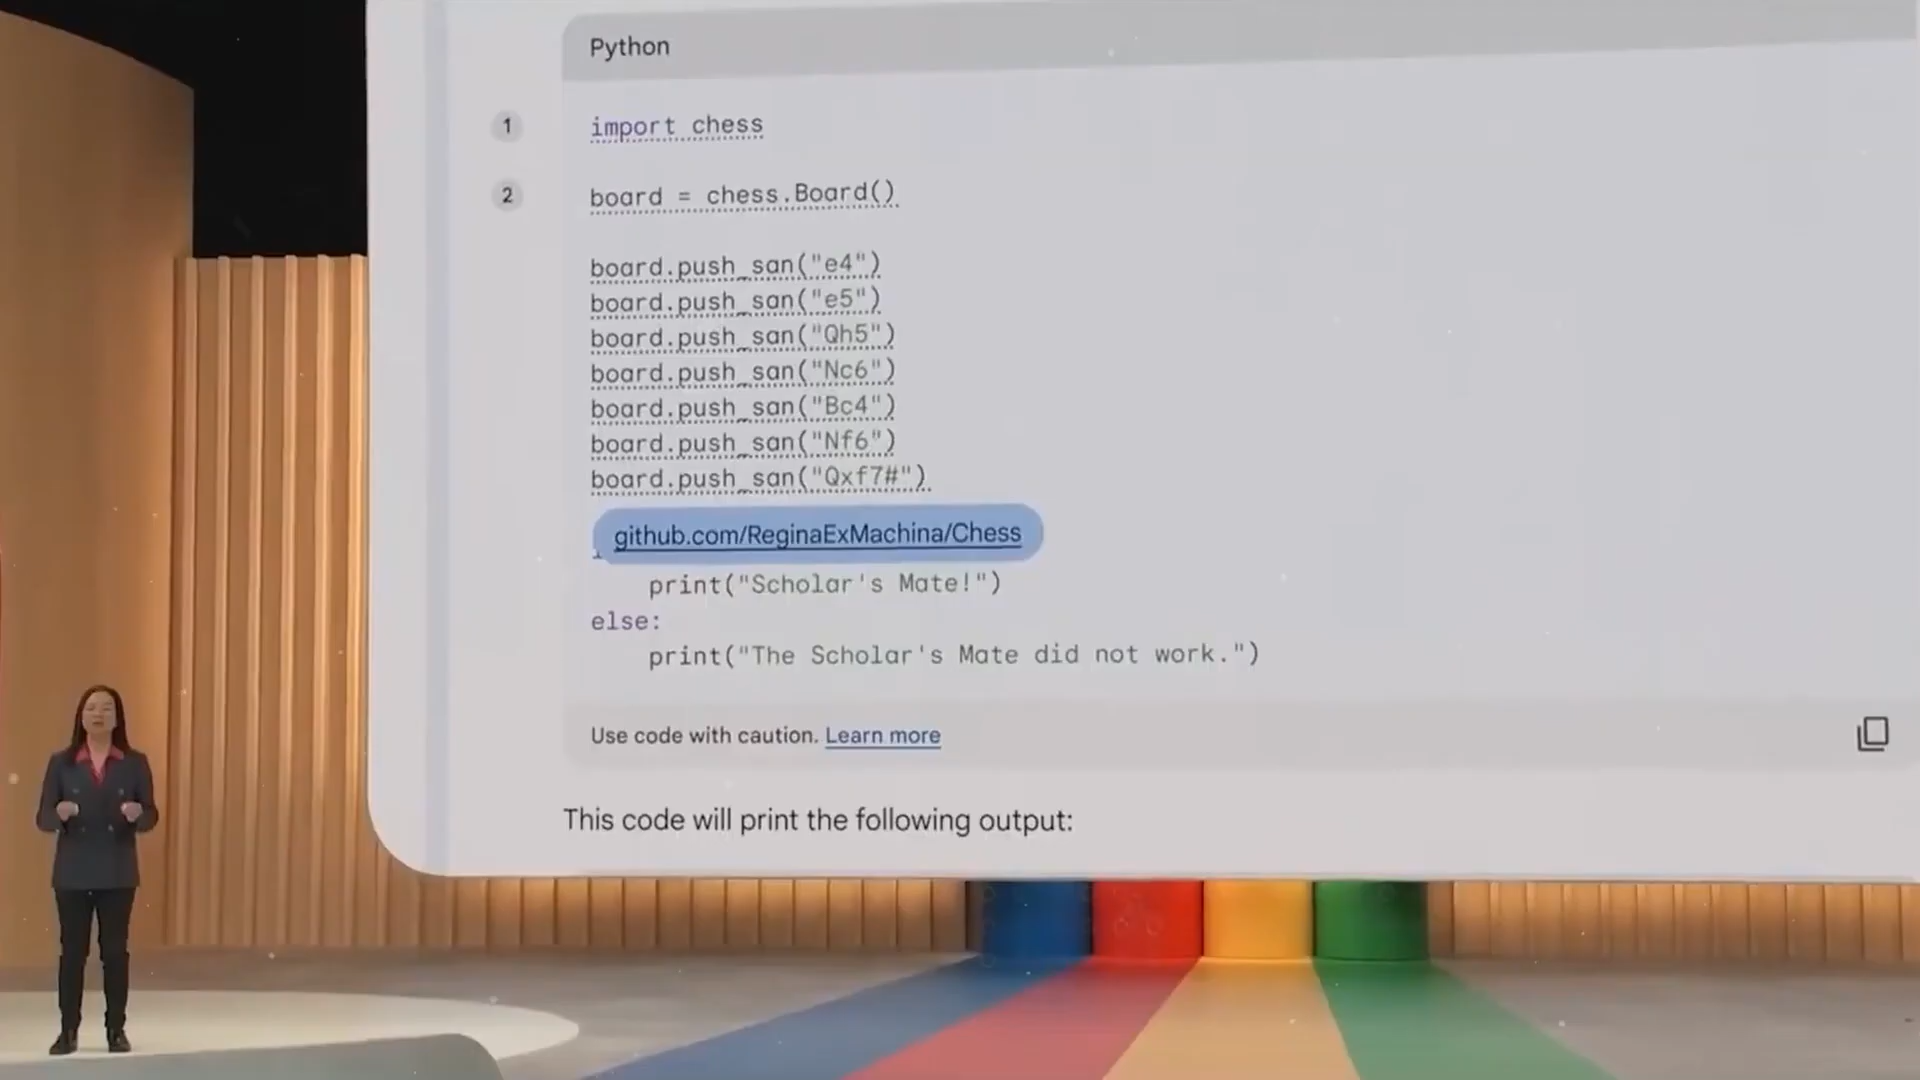 Python
1 import chess
2 board = chess.Board()
board.push_san("e4")
board.push_san("e5")
board.push_san("Qh5")
board.push_san("Nc6")
board.push_san("Bc4")
board.push_san("Nf6")
board.push_san("Qxf7#")
github.com/ReginaExMachina/Chess
print("Scholar's Mate!")
else:
print("The Scholar's Mate did not work.")
Use code with caution. Learn more
This code will print the following output: